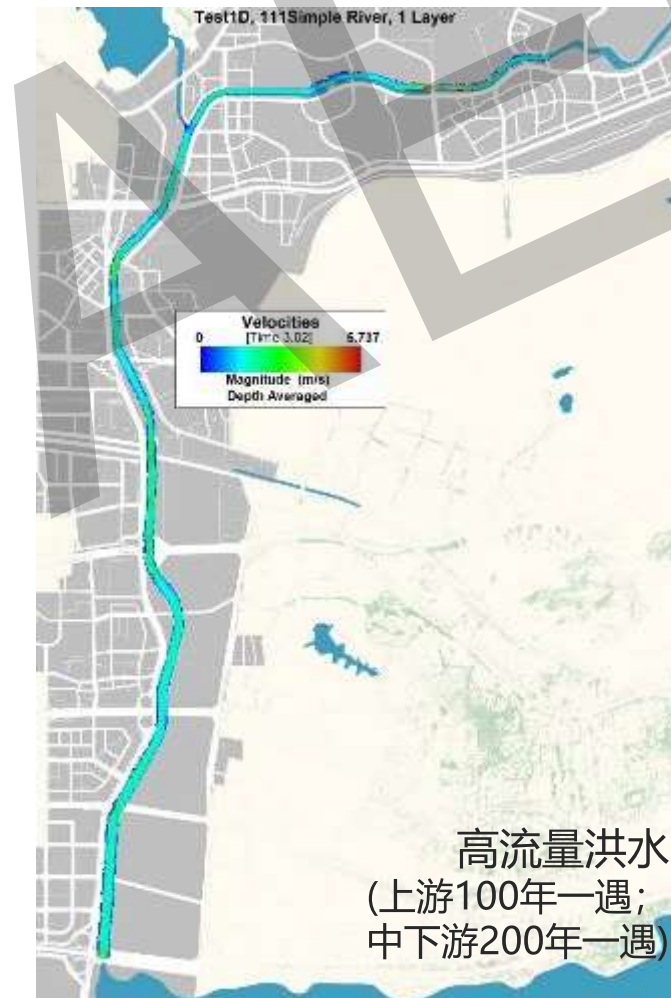 Test1D, 111Simple River, 1 Layer
Velocities
0 [Time 3.02] 5.737
Magnitude (m/s)
Depth Averaged
高流量洪水
(上游100年一遇；
中下游200年一遇)